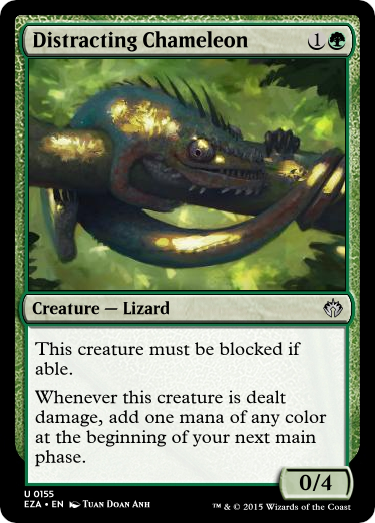 Distracting Chameleon 1
Creature — Lizard
This creature must be blocked if
able.
Whenever this creature is dealt
damage, add one mana of any color
at the beginning of your next main
phase.
0/4
U 0155
EZA • EN Tuan Doan Anh
™ & © 2015 Wizards of the Coast